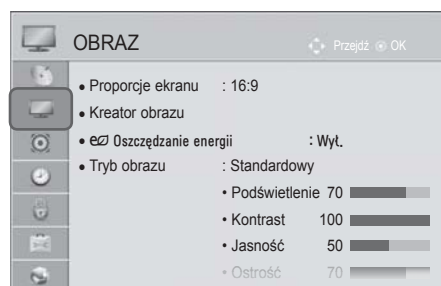 OBRAZ
Przejdź OK
• Proporcje ekranu : 16:9
• Kreator obrazu
• Oszczędzanie energii : Wył.
• Tryb obrazu : Standardowy
• Podświetlenie 70
• Kontrast 100
• Jasność 50
• Ostrość 70